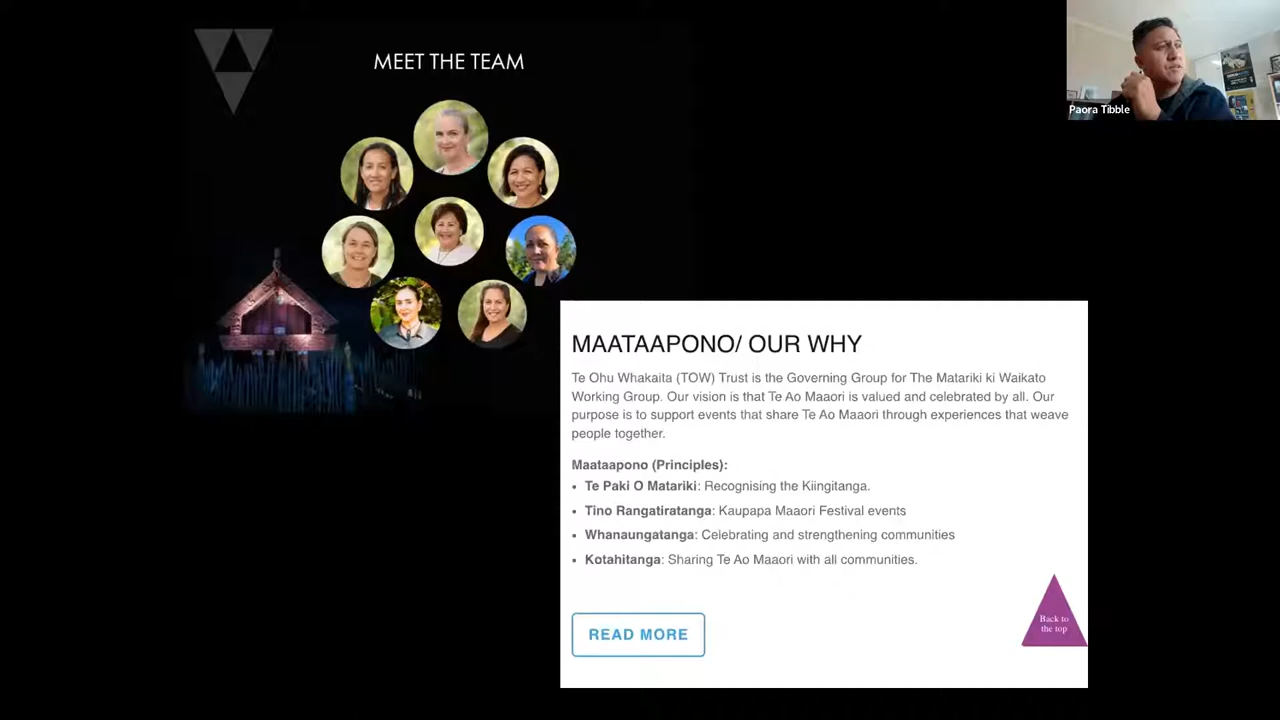 MEET THE TEAM
Paora Tibble
MAATAAPONO/ OUR WHY
Te Ohu Whakaita (TOW) Trust is the Governing Group for The Matariki ki Waikato
Working Group. Our vision is that Te Ao Maaori is valued and celebrated by all. Our
purpose is to support events that share Te Ao Maaori through experiences that weave
people together.
Maataapono (Principles):
• Te Paki O Matariki: Recognising the Kiingitanga.
• Tino Rangatiratanga: Kaupapa Maaori Festival events
• Whanaungatanga: Celebrating and strengthening communities
• Kotahitanga: Sharing Te Ao Maaori with all communities.
Back to
the top
READ MORE